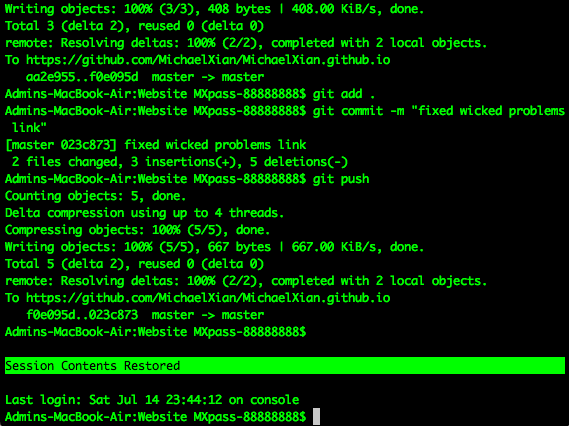 Writing objects: 100% (3/3), 408 bytes | 408.00 KiB/s, done.
Total 3 (delta 2), reused 0 (delta 0)
remote: Resolving deltas: 100% (2/2), completed with 2 local objects.
To https://github.com/MichaelXian/MichaelXian.github.io
   aa2e955..f0e095d  master -> master
Admins-MacBook-Air:Website MXpass-88888888$ git add .
Admins-MacBook-Air:Website MXpass-88888888$ git commit -m "fixed wicked problems
 link"
[master 023c873] fixed wicked problems link
 2 files changed, 3 insertions(+), 5 deletions(-)
Admins-MacBook-Air:Website MXpass-88888888$ git push
Counting objects: 5, done.
Delta compression using up to 4 threads.
Compressing objects: 100% (5/5), done.
Writing objects: 100% (5/5), 667 bytes | 667.00 KiB/s, done.
Total 5 (delta 2), reused 0 (delta 0)
remote: Resolving deltas: 100% (2/2), completed with 2 local objects.
To https://github.com/MichaelXian/MichaelXian.github.io
   f0e095d..023c873  master -> master
Admins-MacBook-Air:Website MXpass-88888888$
Session Contents Restored
Last login: Sat Jul 14 23:44:12 on console
Admins-MacBook-Air:Website MXpass-88888888$